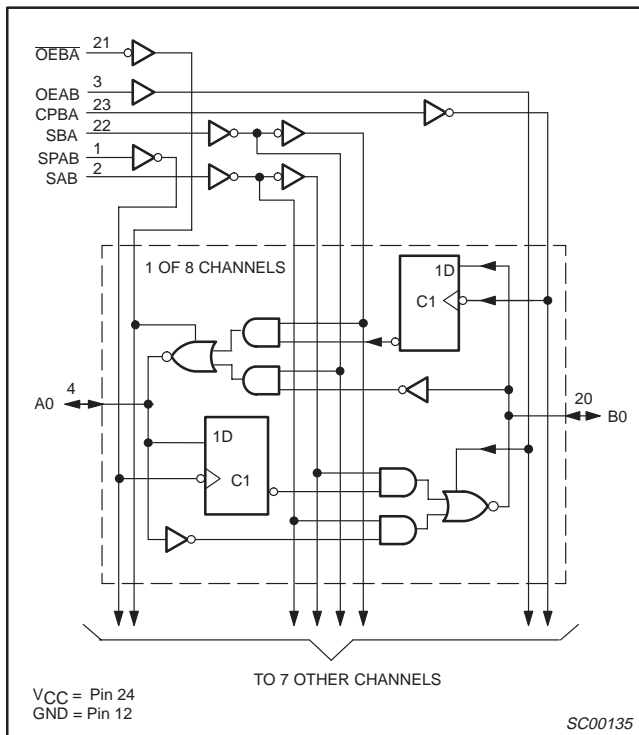 OEBA 21
OEAB 3
CPBA 23
SBA 22
SPAB 1
SAB 2
1 OF 8 CHANNELS
1D
C1
A0 4
20 B0
1D
C1
TO 7 OTHER CHANNELS
VCC = Pin 24
GND = Pin 12
SC00135